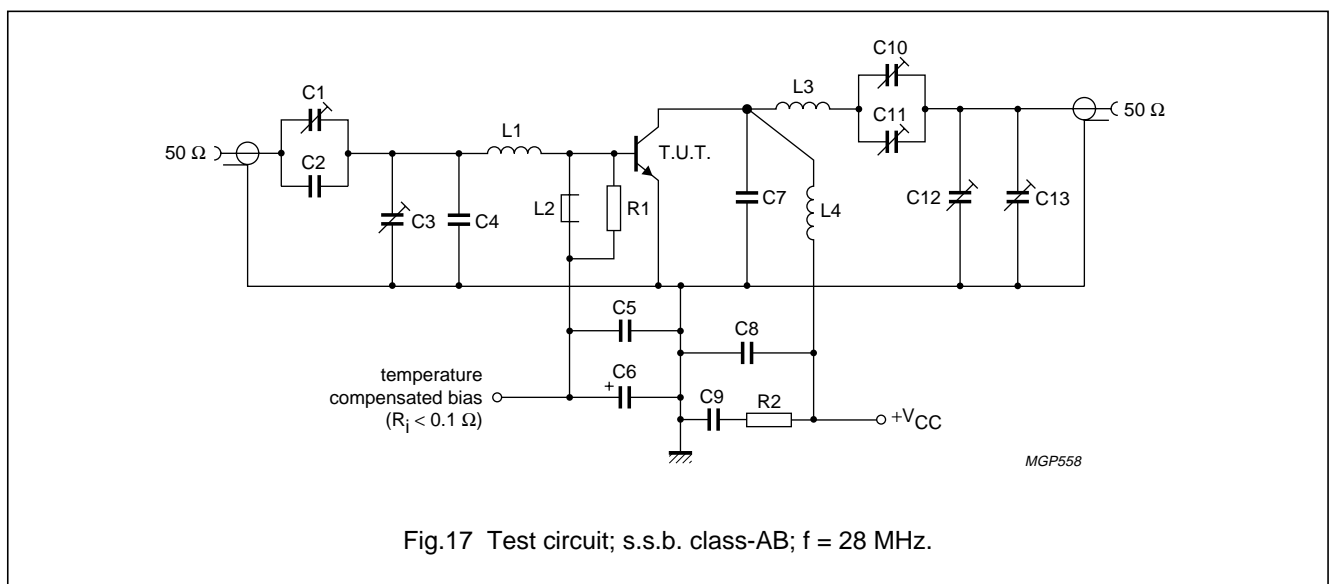 C10
C1
L3
L1
C11
50 Ω
50 Ω
T.U.T.
C2
L2
R1
C7
L4
C12
C13
C3
C4
C5
C8
temperature
compensated bias
(Ri < 0.1 Ω)
+
C6
C9
R2
+VCC
MGP558
Fig.17 Test circuit; s.s.b. class-AB; f = 28 MHz.